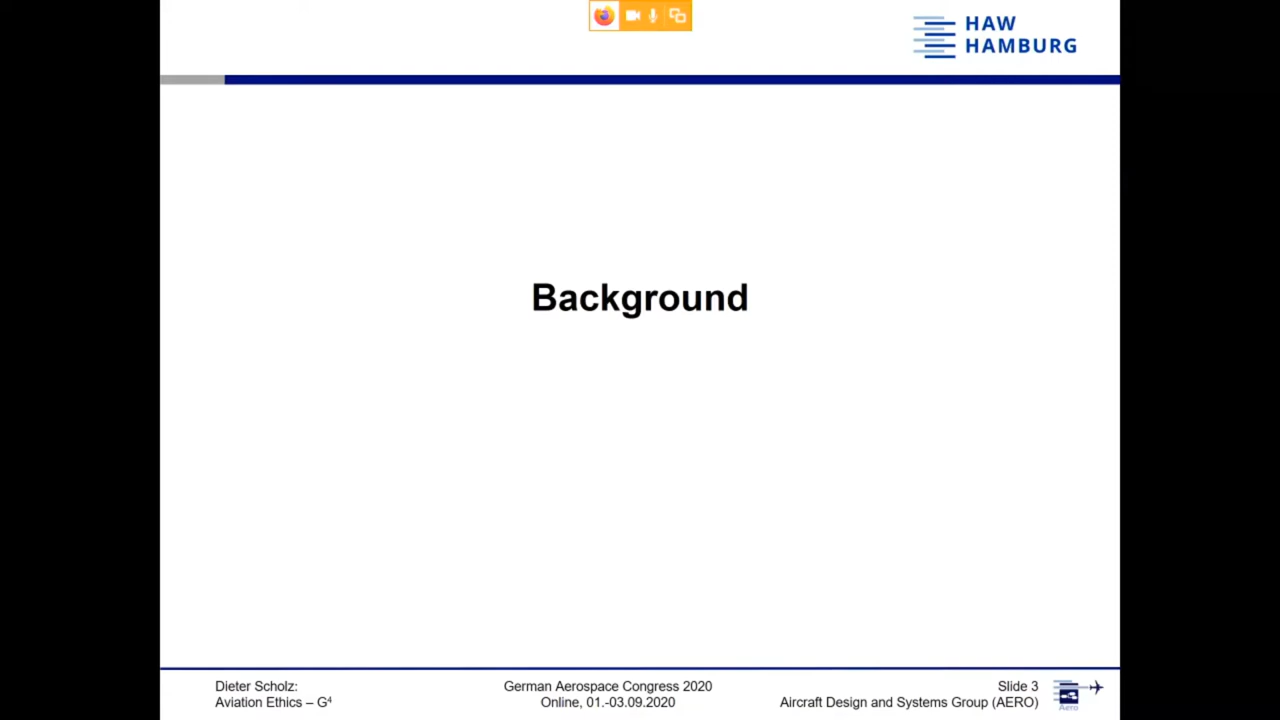 HAW
HAMBURG
Background
Dieter Scholz:
Aviation Ethics – G⁴
German Aerospace Congress 2020
Online, 01.-03.09.2020
Slide 3
Aircraft Design and Systems Group (AERO)
Aero